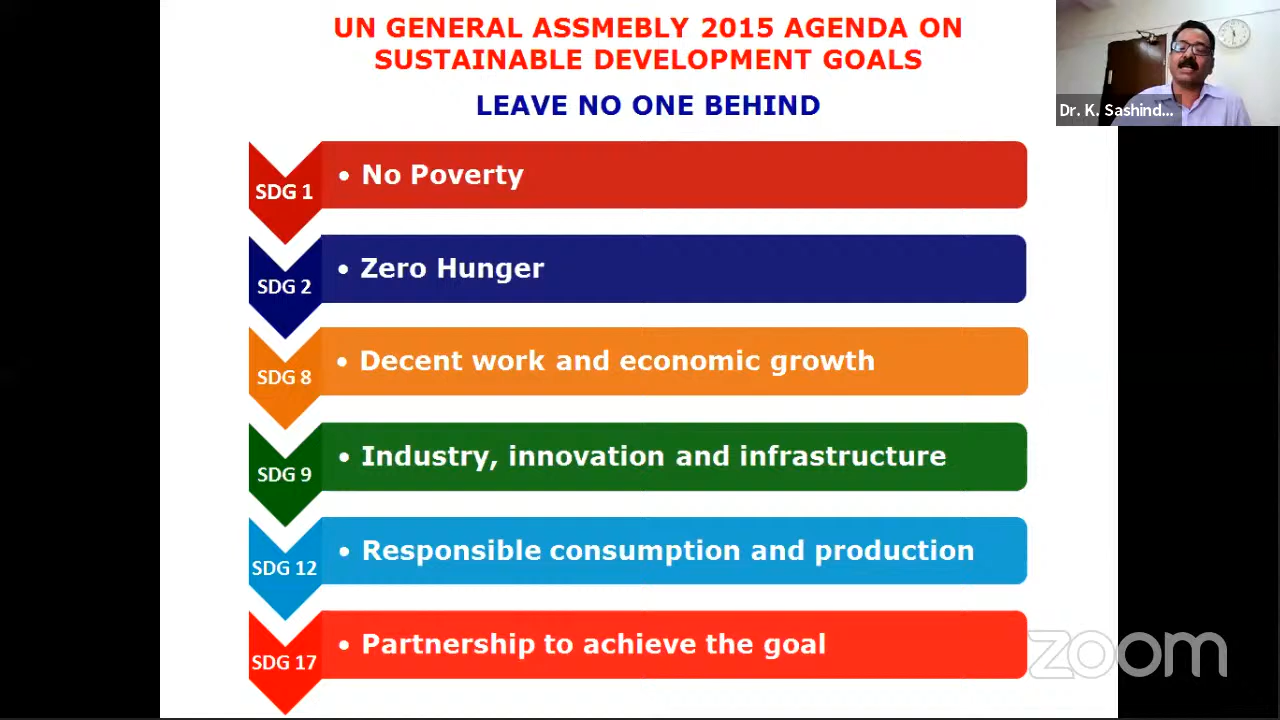 UN GENERAL ASSMEBLY 2015 AGENDA ON
SUSTAINABLE DEVELOPMENT GOALS
LEAVE NO ONE BEHIND
Dr. K. Sashind...
SDG 1
• No Poverty
SDG 2
• Zero Hunger
SDG 8
• Decent work and economic growth
SDG 9
• Industry, innovation and infrastructure
SDG 12
• Responsible consumption and production
SDG 17
• Partnership to achieve the goal
zoom